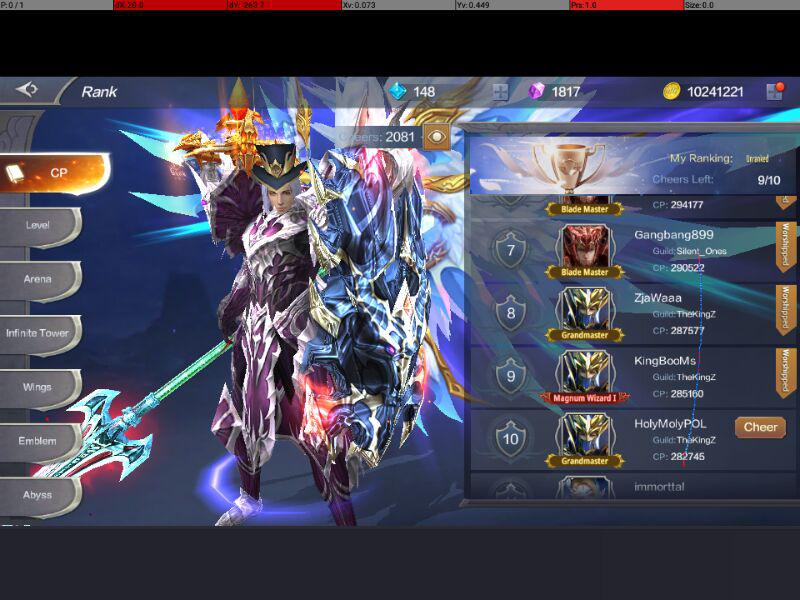 P: 0 / 1
dX: 20.0
dY: -263.7
Xv: 0.073
Yv: 0.449
Prs: 1.0
Size: 0.0
Rank
148
1817
10241221
Cheers: 2081
CP
Level
Arena
Infinite Tower
Wings
Emblem
Abyss
My Ranking: Unranked
Cheers Left: 9/10
Blade Master
CP: 294177
7
Blade Master
Gangbang899
Guild: Silent_Ones
CP: 290522
Worshipped
8
Grandmaster
ZjaWaaa
Guild: TheKingZ
CP: 287577
Worshipped
9
Magnum Wizard I
KingBooMs
Guild: TheKingZ
CP: 285160
Worshipped
10
Grandmaster
HolyMolyPOL
Guild: TheKingZ
CP: 282745
Cheer
immorttal